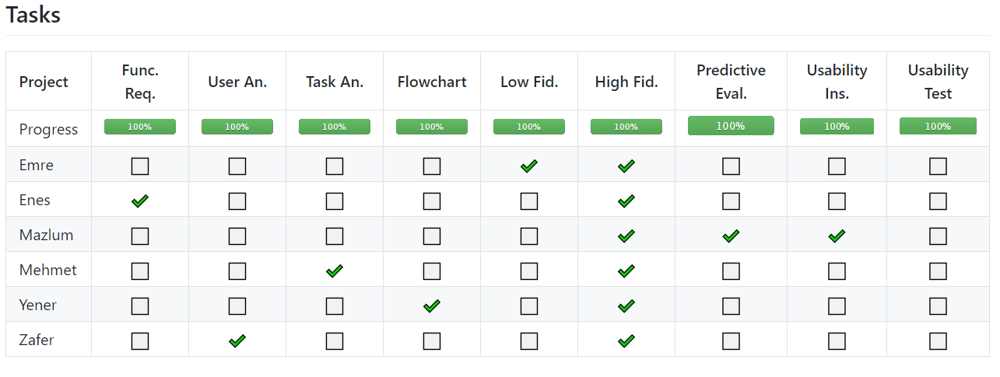 Tasks
Project Func. Req. User An. Task An. Flowchart Low Fid. High Fid. Predictive Eval. Usability Ins. Usability Test
Progress 100% 100% 100% 100% 100% 100% 100% 100% 100%
Emre
Enes
Mazlum
Mehmet
Yener
Zafer